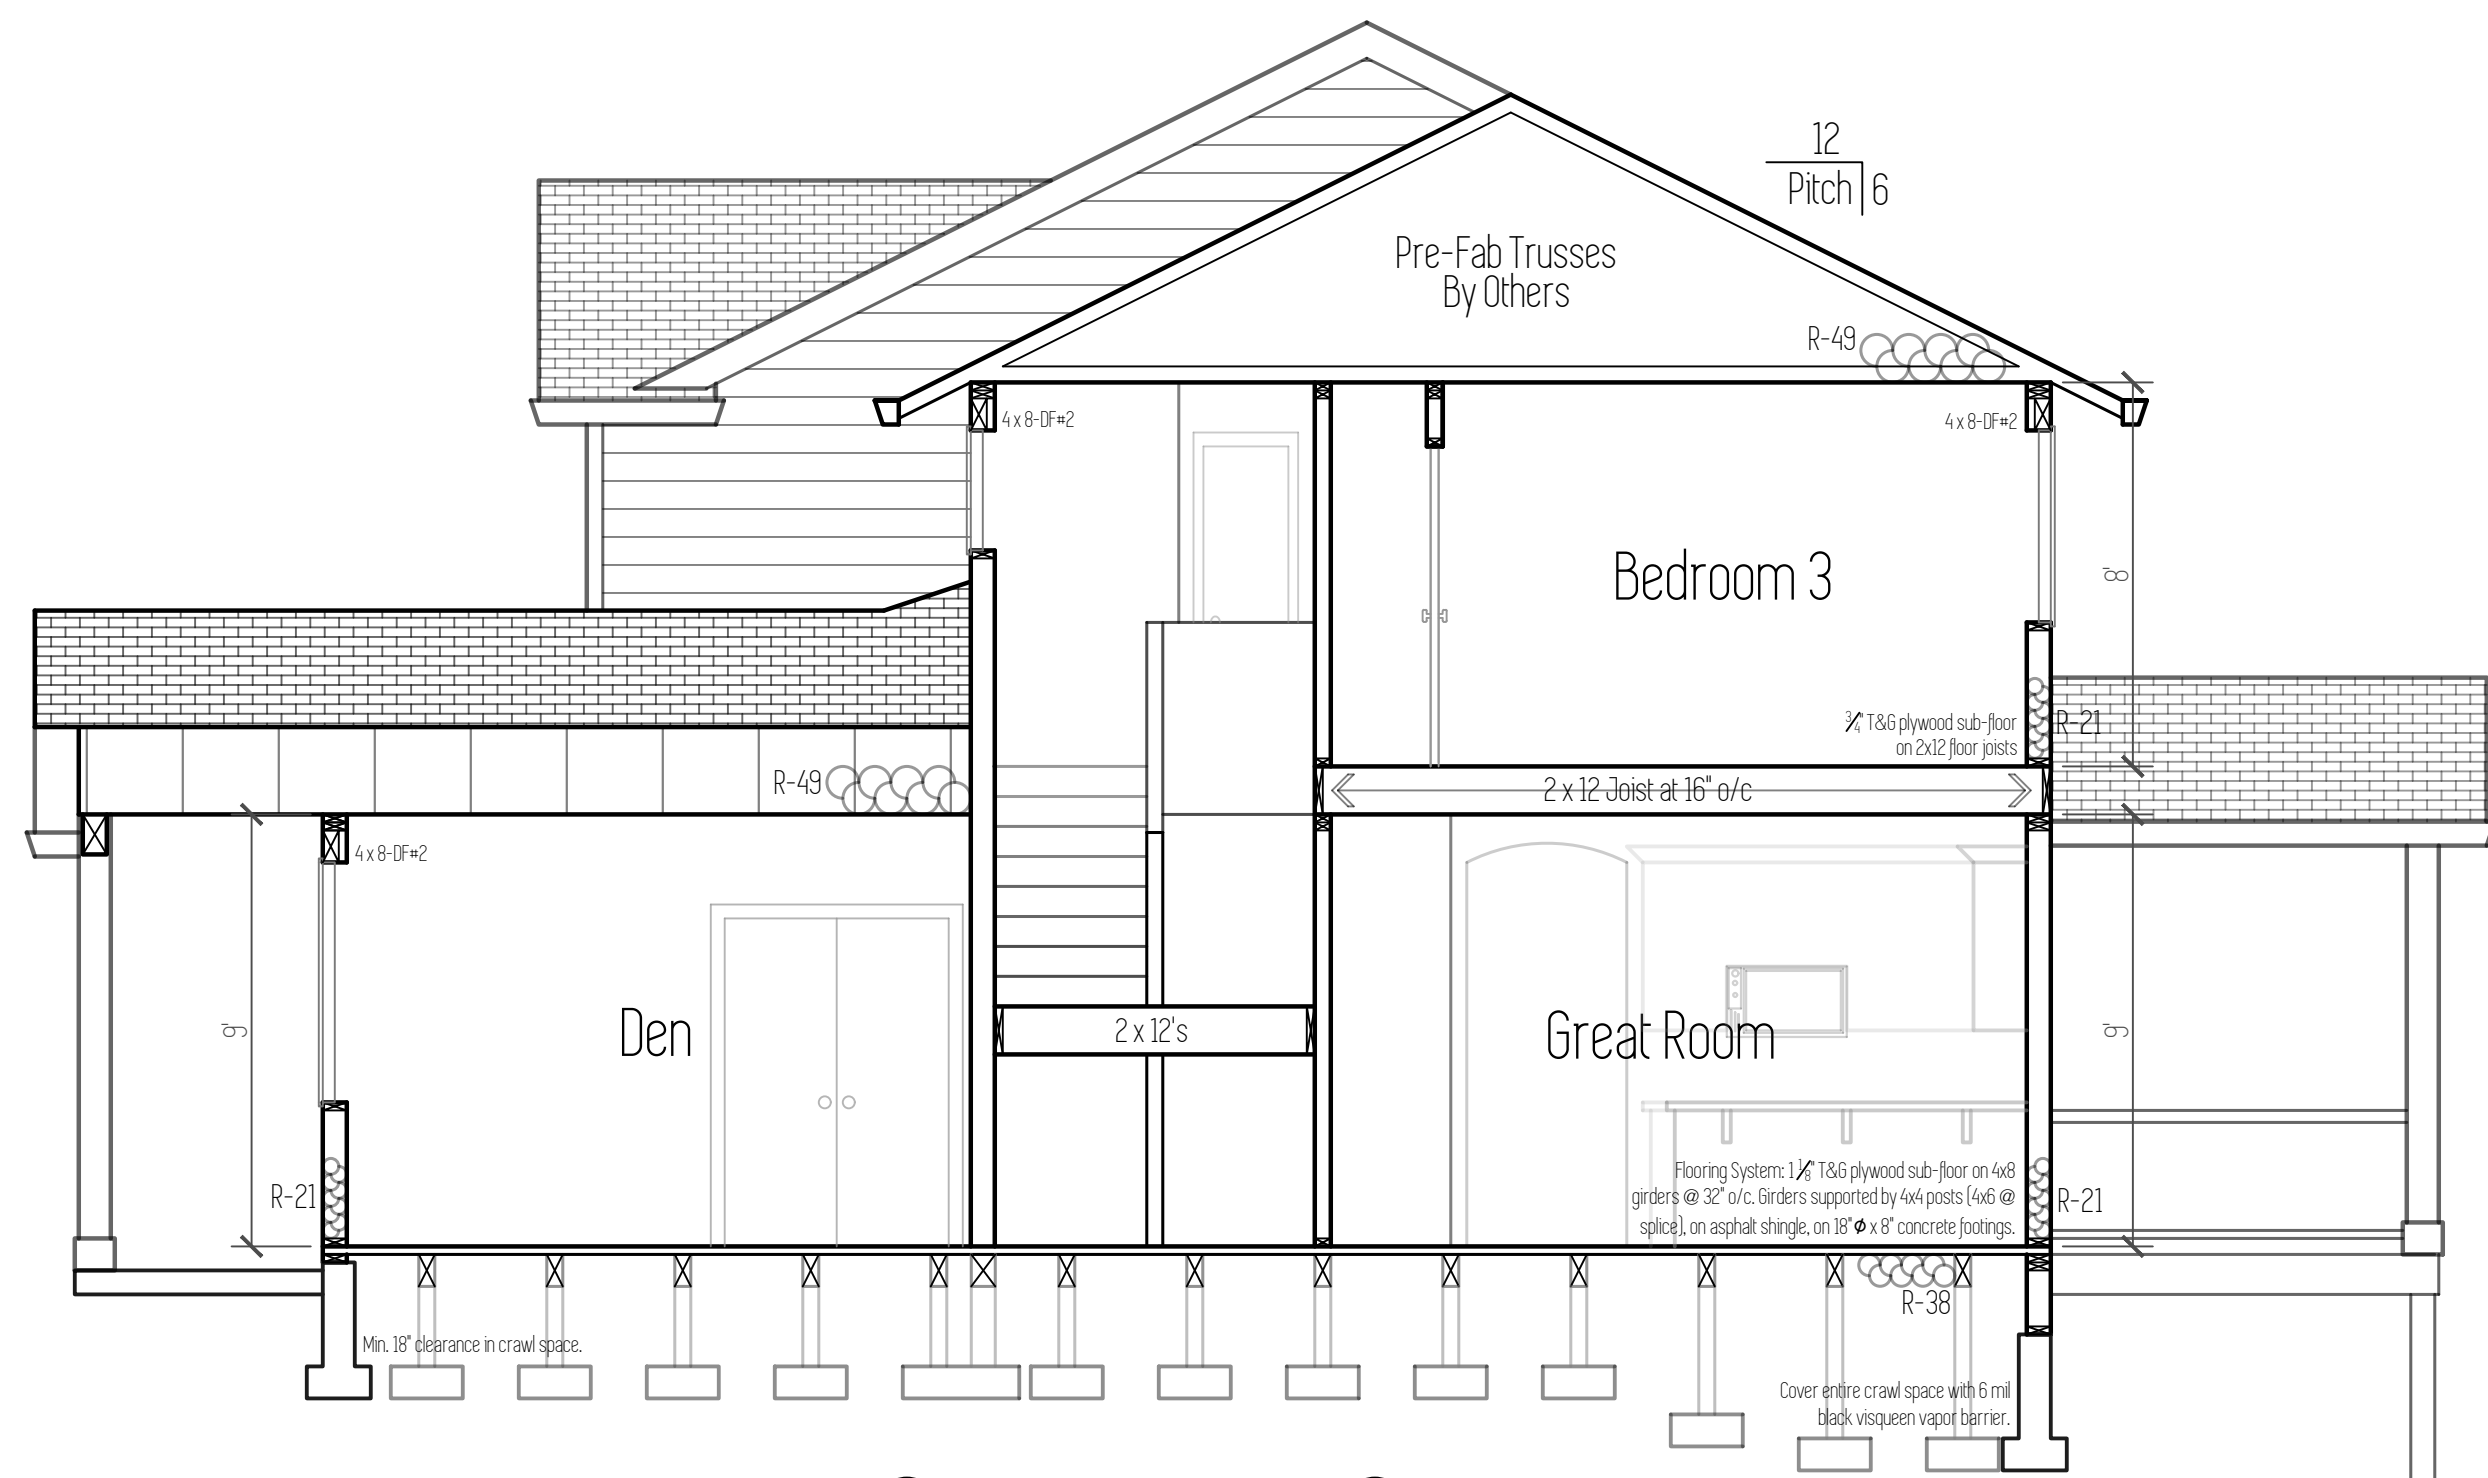 12
Pitch 6
Pre-Fab Trusses
By Others
R-49
4 x 8-DF#2
4 x 8-DF#2
8'
Bedroom 3
3/4" T&G plywood sub-floor
on 2x12 floor joists
R-21
R-49
2 x 12 Joist at 16" o/c
4 x 8-DF#2
9'
Den
2 x 12's
Great Room
9'
Flooring System: 1 1/8" T&G plywood sub-floor on 4x8
girders @ 32" o/c. Girders supported by 4x4 posts (4x6 @
splice), on asphalt shingle, on 18"ϕ x 8" concrete footings.
R-21
R-21
R-38
Min. 18" clearance in crawl space.
Cover entire crawl space with 6 mil
black visqueen vapor barrier.